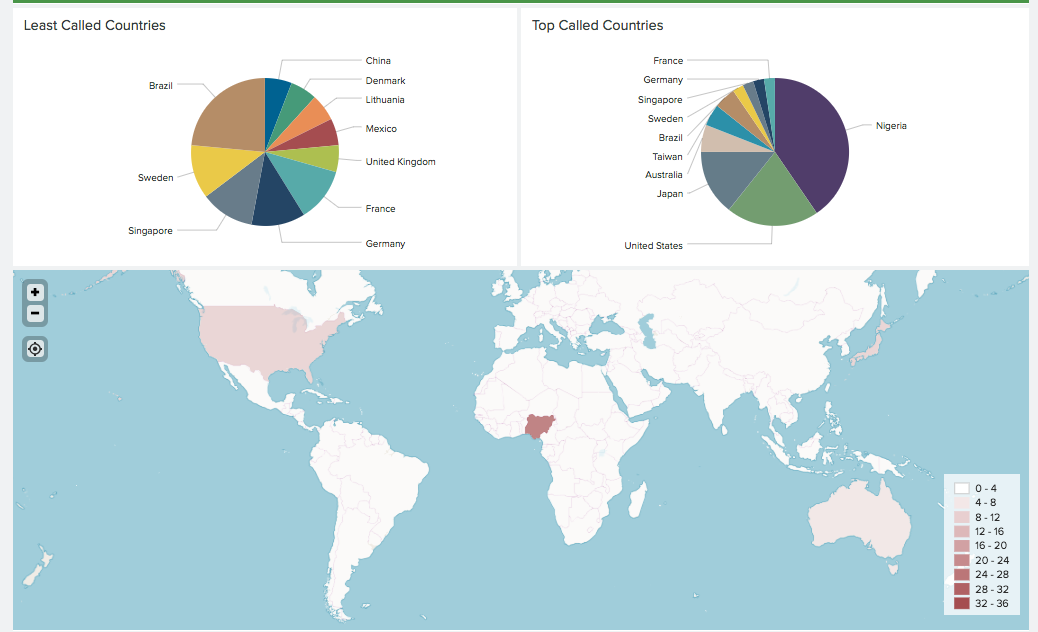 Least Called Countries
China
Denmark
Lithuania
Mexico
United Kingdom
France
Germany
Singapore
Sweden
Brazil
Top Called Countries
France
Germany
Singapore
Sweden
Brazil
Taiwan
Australia
Japan
United States
Nigeria
+
−
0 - 4
4 - 8
8 - 12
12 - 16
16 - 20
20 - 24
24 - 28
28 - 32
32 - 36